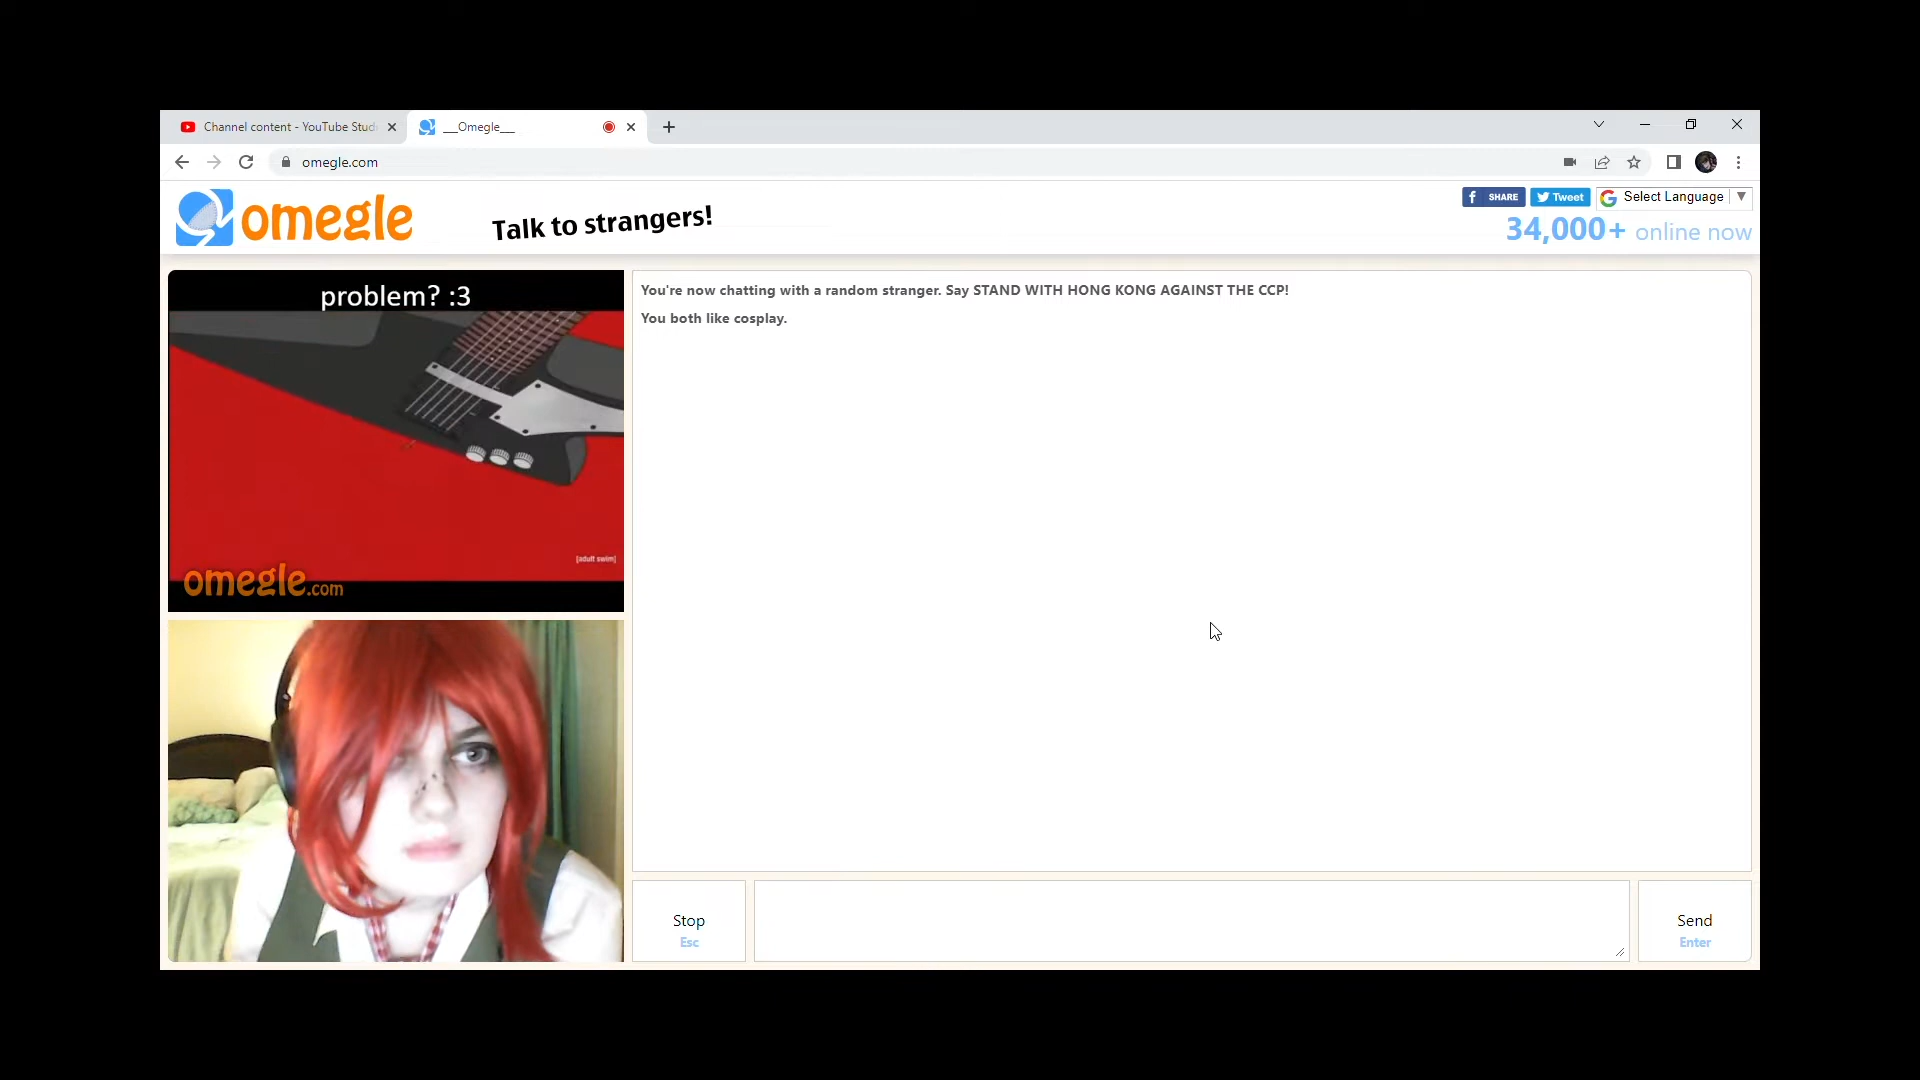 Channel content - YouTube Stud
__Omegle__
omegle.com
omegle
Talk to strangers!
SHARE
Tweet
Select Language
34,000+ online now
problem? :3
[adult swim]
omegle.com
You're now chatting with a random stranger. Say STAND WITH HONG KONG AGAINST THE CCP!
You both like cosplay.
Stop
Esc
Send
Enter